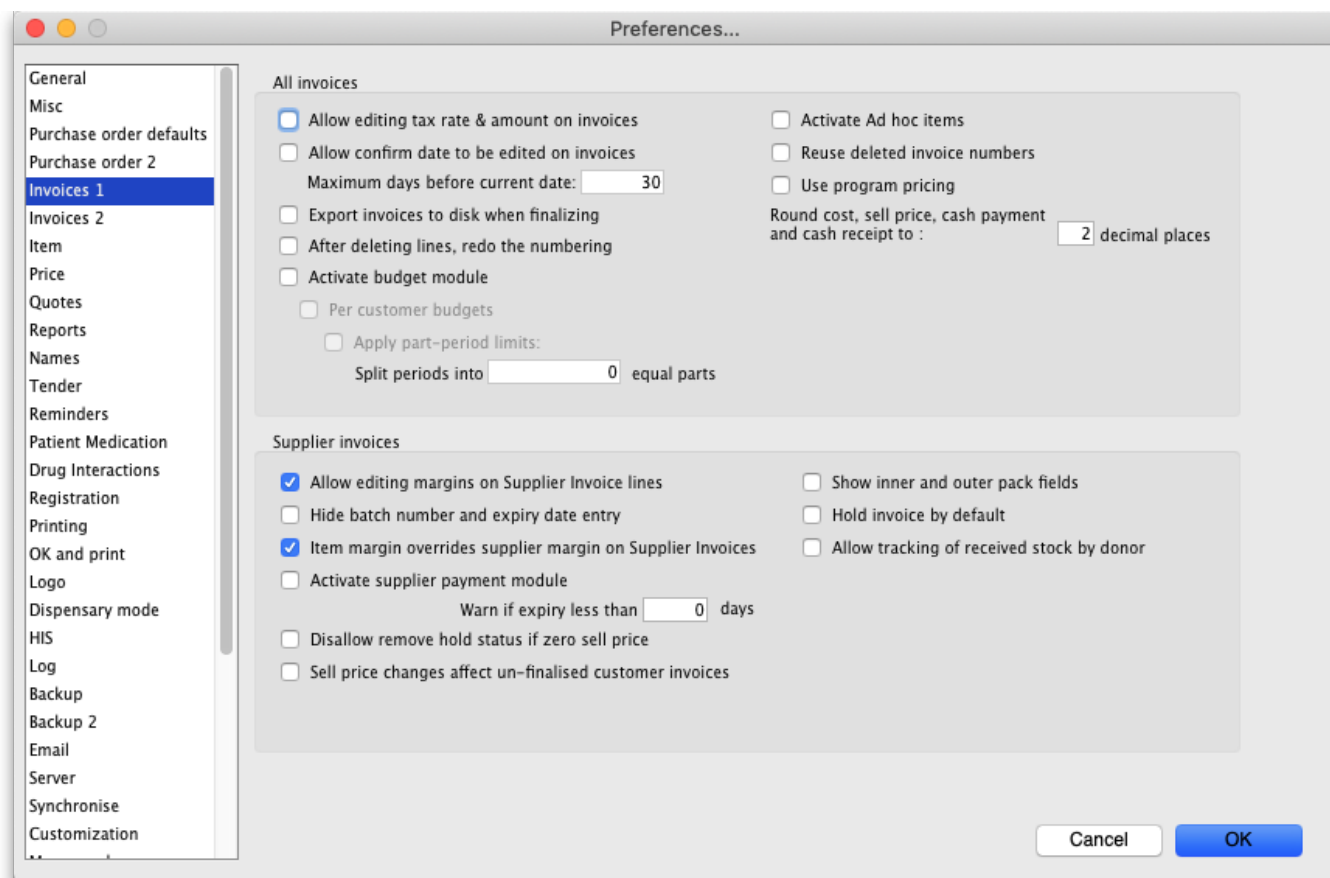 Preferences...
General
Misc
Purchase order defaults
Purchase order 2
Invoices 1
Invoices 2
Item
Price
Quotes
Reports
Names
Tender
Reminders
Patient Medication
Drug Interactions
Registration
Printing
OK and print
Logo
Dispensary mode
HIS
Log
Backup
Backup 2
Email
Server
Synchronise
Customization
All invoices
Allow editing tax rate & amount on invoices
Allow confirm date to be edited on invoices
Maximum days before current date: 30
Export invoices to disk when finalizing
After deleting lines, redo the numbering
Activate budget module
Per customer budgets
Apply part-period limits:
Split periods into 0 equal parts
Activate Ad hoc items
Reuse deleted invoice numbers
Use program pricing
Round cost, sell price, cash payment
and cash receipt to : 2 decimal places
Supplier invoices
Allow editing margins on Supplier Invoice lines
Hide batch number and expiry date entry
Item margin overrides supplier margin on Supplier Invoices
Activate supplier payment module
Warn if expiry less than 0 days
Disallow remove hold status if zero sell price
Sell price changes affect un-finalised customer invoices
Show inner and outer pack fields
Hold invoice by default
Allow tracking of received stock by donor
Cancel
OK